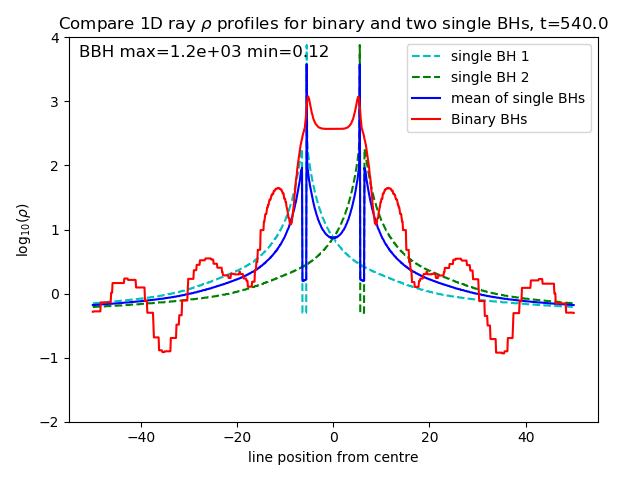 Compare 1D ray ρ profiles for binary and two single BHs, t=540.0
BBH max=1.2e+03 min=0.12
single BH 1
single BH 2
mean of single BHs
Binary BHs
4
3
2
1
0
−1
−2
log₁₀(ρ)
−40 −20 0 20 40
line position from centre